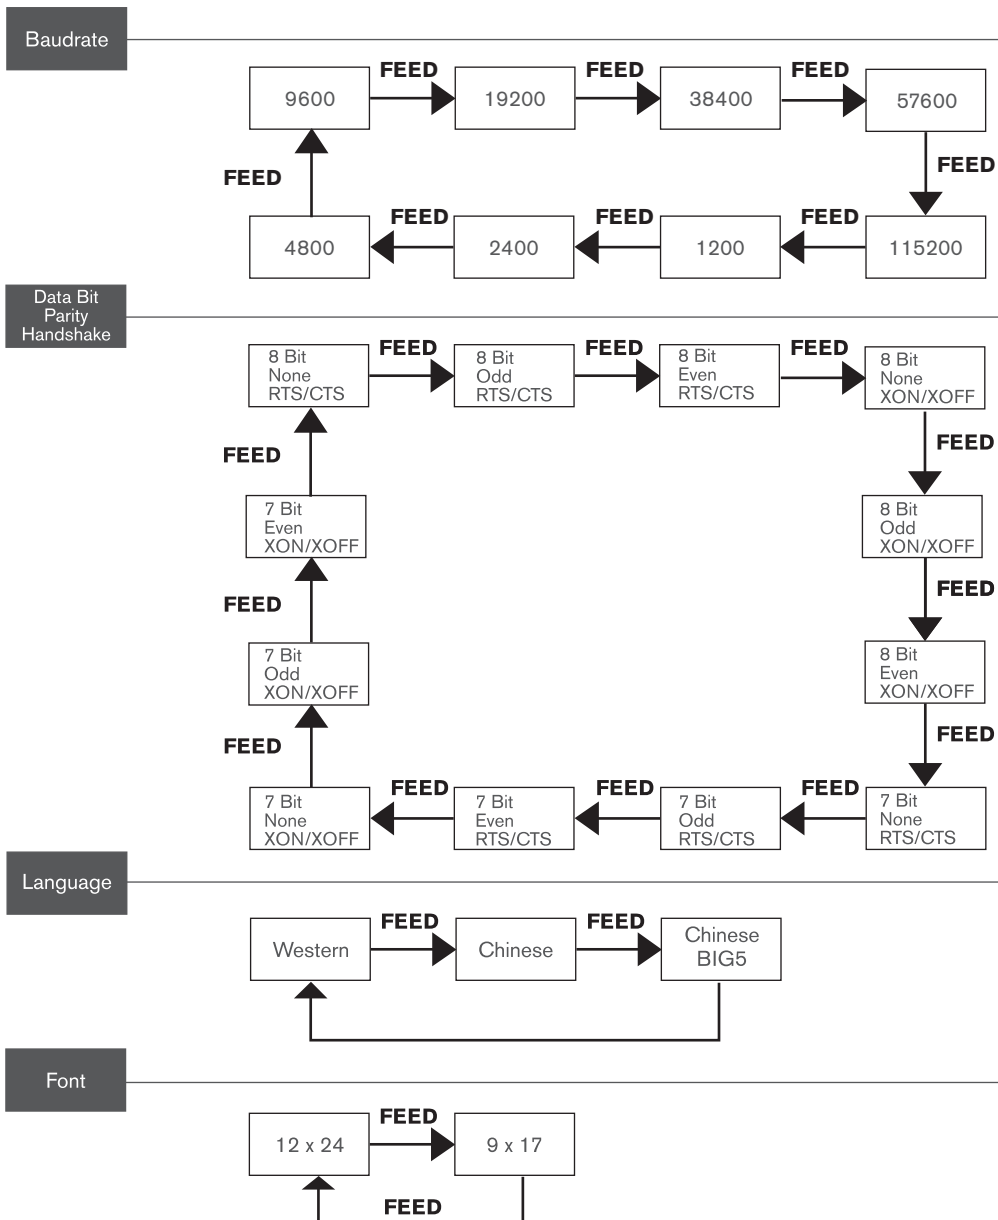 Baudrate
FEED FEED FEED
9600 19200 38400 57600
FEED FEED
FEED FEED FEED
4800 2400 1200 115200
Data Bit
Parity
Handshake
FEED FEED FEED
8 Bit
None
RTS/CTS
8 Bit
Odd
RTS/CTS
8 Bit
Even
RTS/CTS
8 Bit
None
XON/XOFF
FEED FEED
7 Bit
Even
XON/XOFF
8 Bit
Odd
XON/XOFF
FEED FEED
7 Bit
Odd
XON/XOFF
8 Bit
Even
XON/XOFF
FEED FEED
FEED FEED FEED
7 Bit
None
XON/XOFF
7 Bit
Even
RTS/CTS
7 Bit
Odd
RTS/CTS
7 Bit
None
RTS/CTS
Language
FEED FEED
Western Chinese
Chinese
BIG5
Font
FEED
12 x 24 9 x 17
FEED